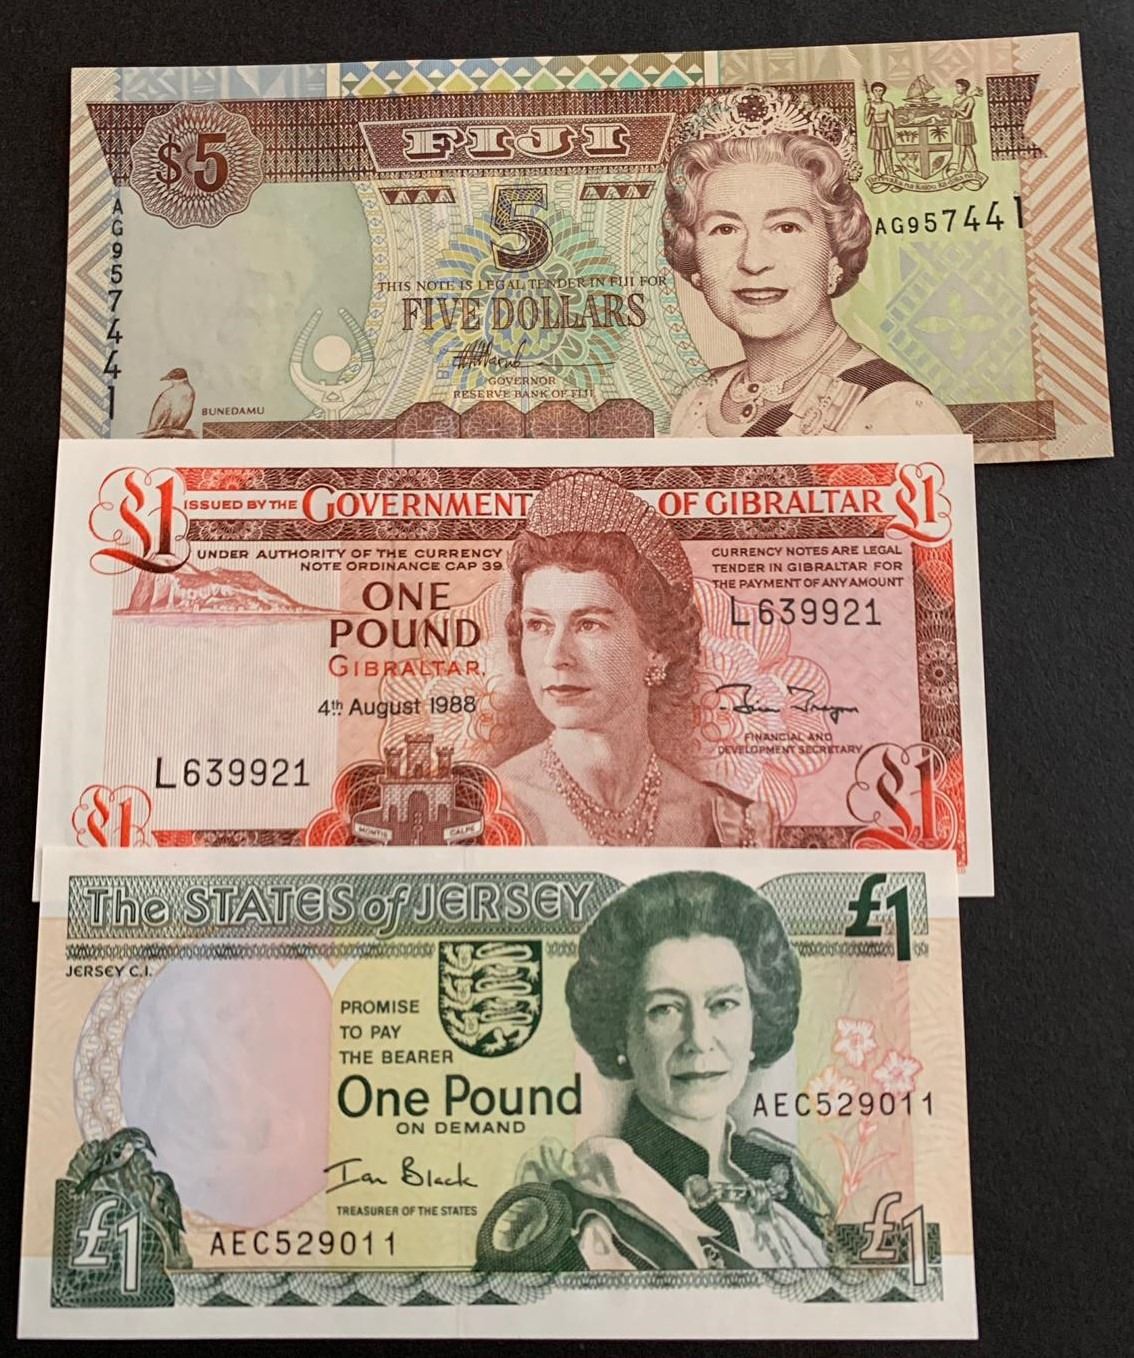 $5
FIJI
5
AG957441
AG957441
THIS NOTE IS LEGAL TENDER IN FIJI FOR
FIVE DOLLARS
GOVERNOR
RESERVE BANK OF FIJI
BUNEDAMU
£1 ISSUED BY THE GOVERNMENT OF GIBRALTAR £1
UNDER AUTHORITY OF THE CURRENCY
NOTE ORDINANCE CAP 39
CURRENCY NOTES ARE LEGAL
TENDER IN GIBRALTAR FOR
THE PAYMENT OF ANY AMOUNT
ONE
POUND
GIBRALTAR,
4th August 1988
L639921
FINANCIAL AND
DEVELOPMENT SECRETARY
L639921
MONTIS CALPE
£1
£1
The STATES of JERSEY
£1
JERSEY C.I.
PROMISE
TO PAY
THE BEARER
One Pound
ON DEMAND
AEC529011
Ian Black
TREASURER OF THE STATES
AEC529011
£1
£1